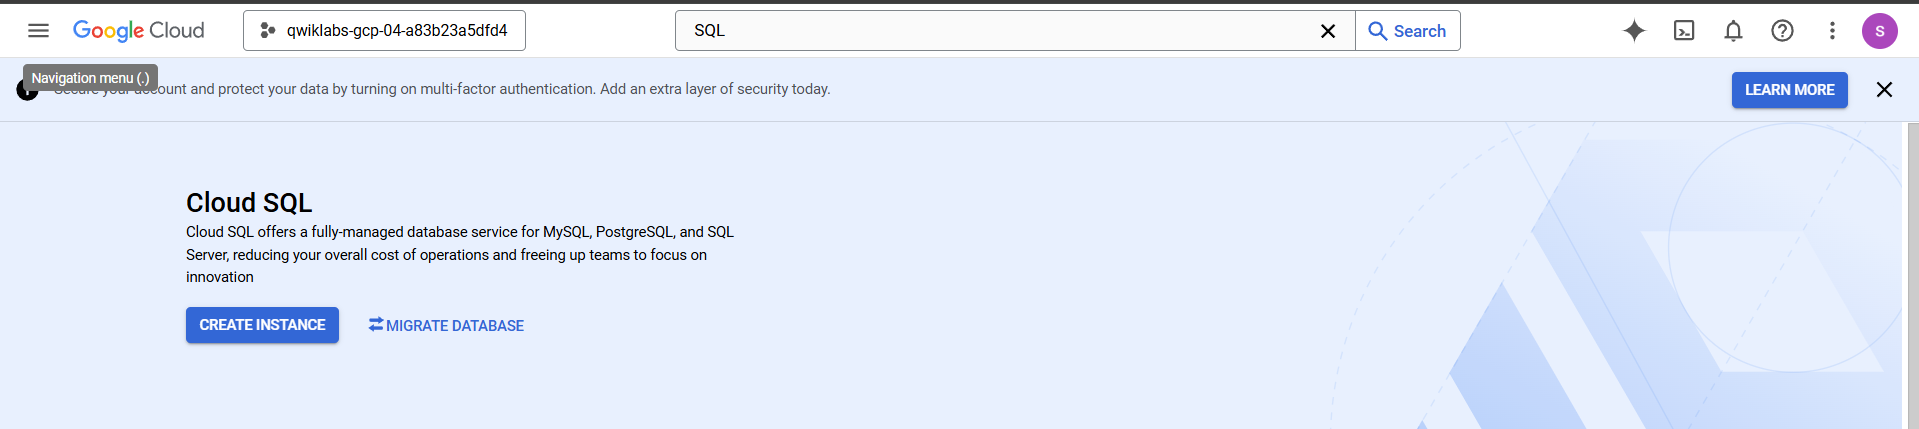 Google Cloud
qwiklabs-gcp-04-a83b23a5dfd4
SQL
Search
S
Navigation menu (.)
your account and protect your data by turning on multi-factor authentication. Add an extra layer of security today.
LEARN MORE
Cloud SQL
Cloud SQL offers a fully-managed database service for MySQL, PostgreSQL, and SQL
Server, reducing your overall cost of operations and freeing up teams to focus on
innovation
CREATE INSTANCE
MIGRATE DATABASE